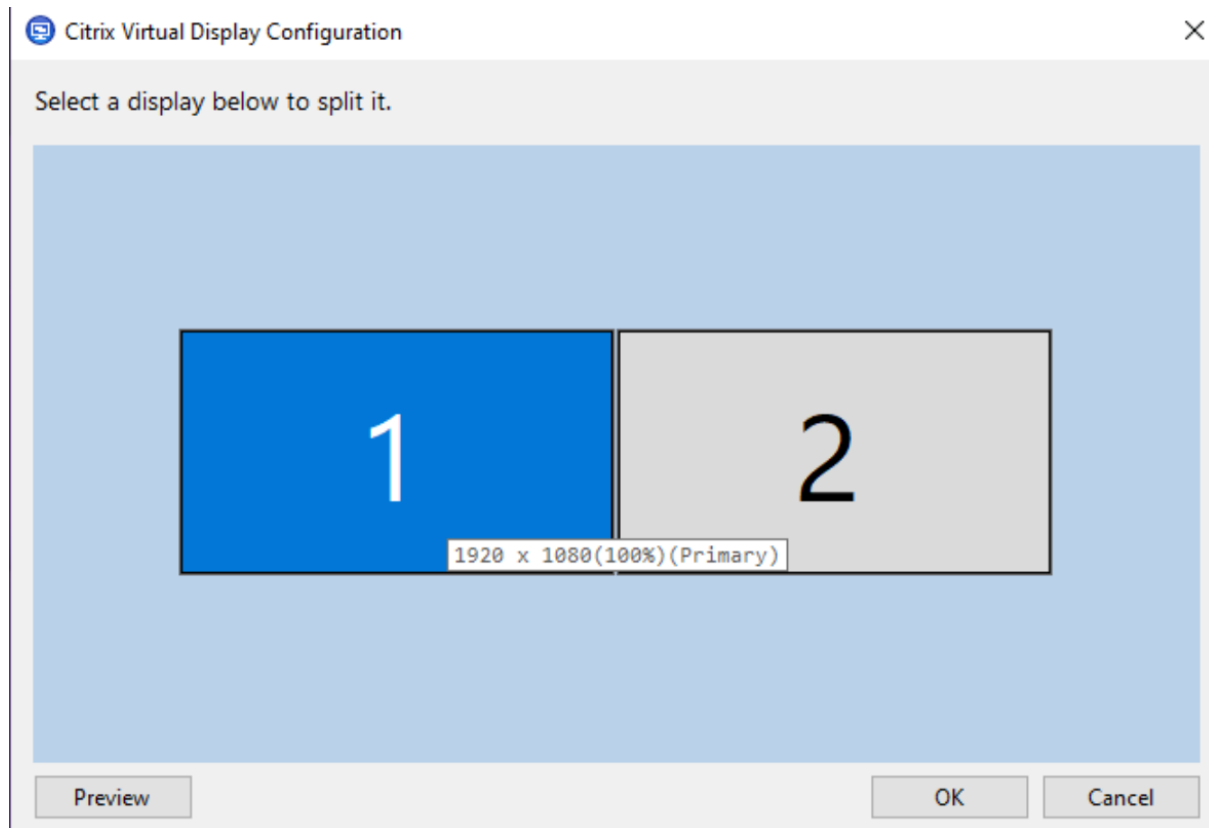 Citrix Virtual Display Configuration
Select a display below to split it.
1
2
1920 x 1080(100%)(Primary)
Preview
OK
Cancel